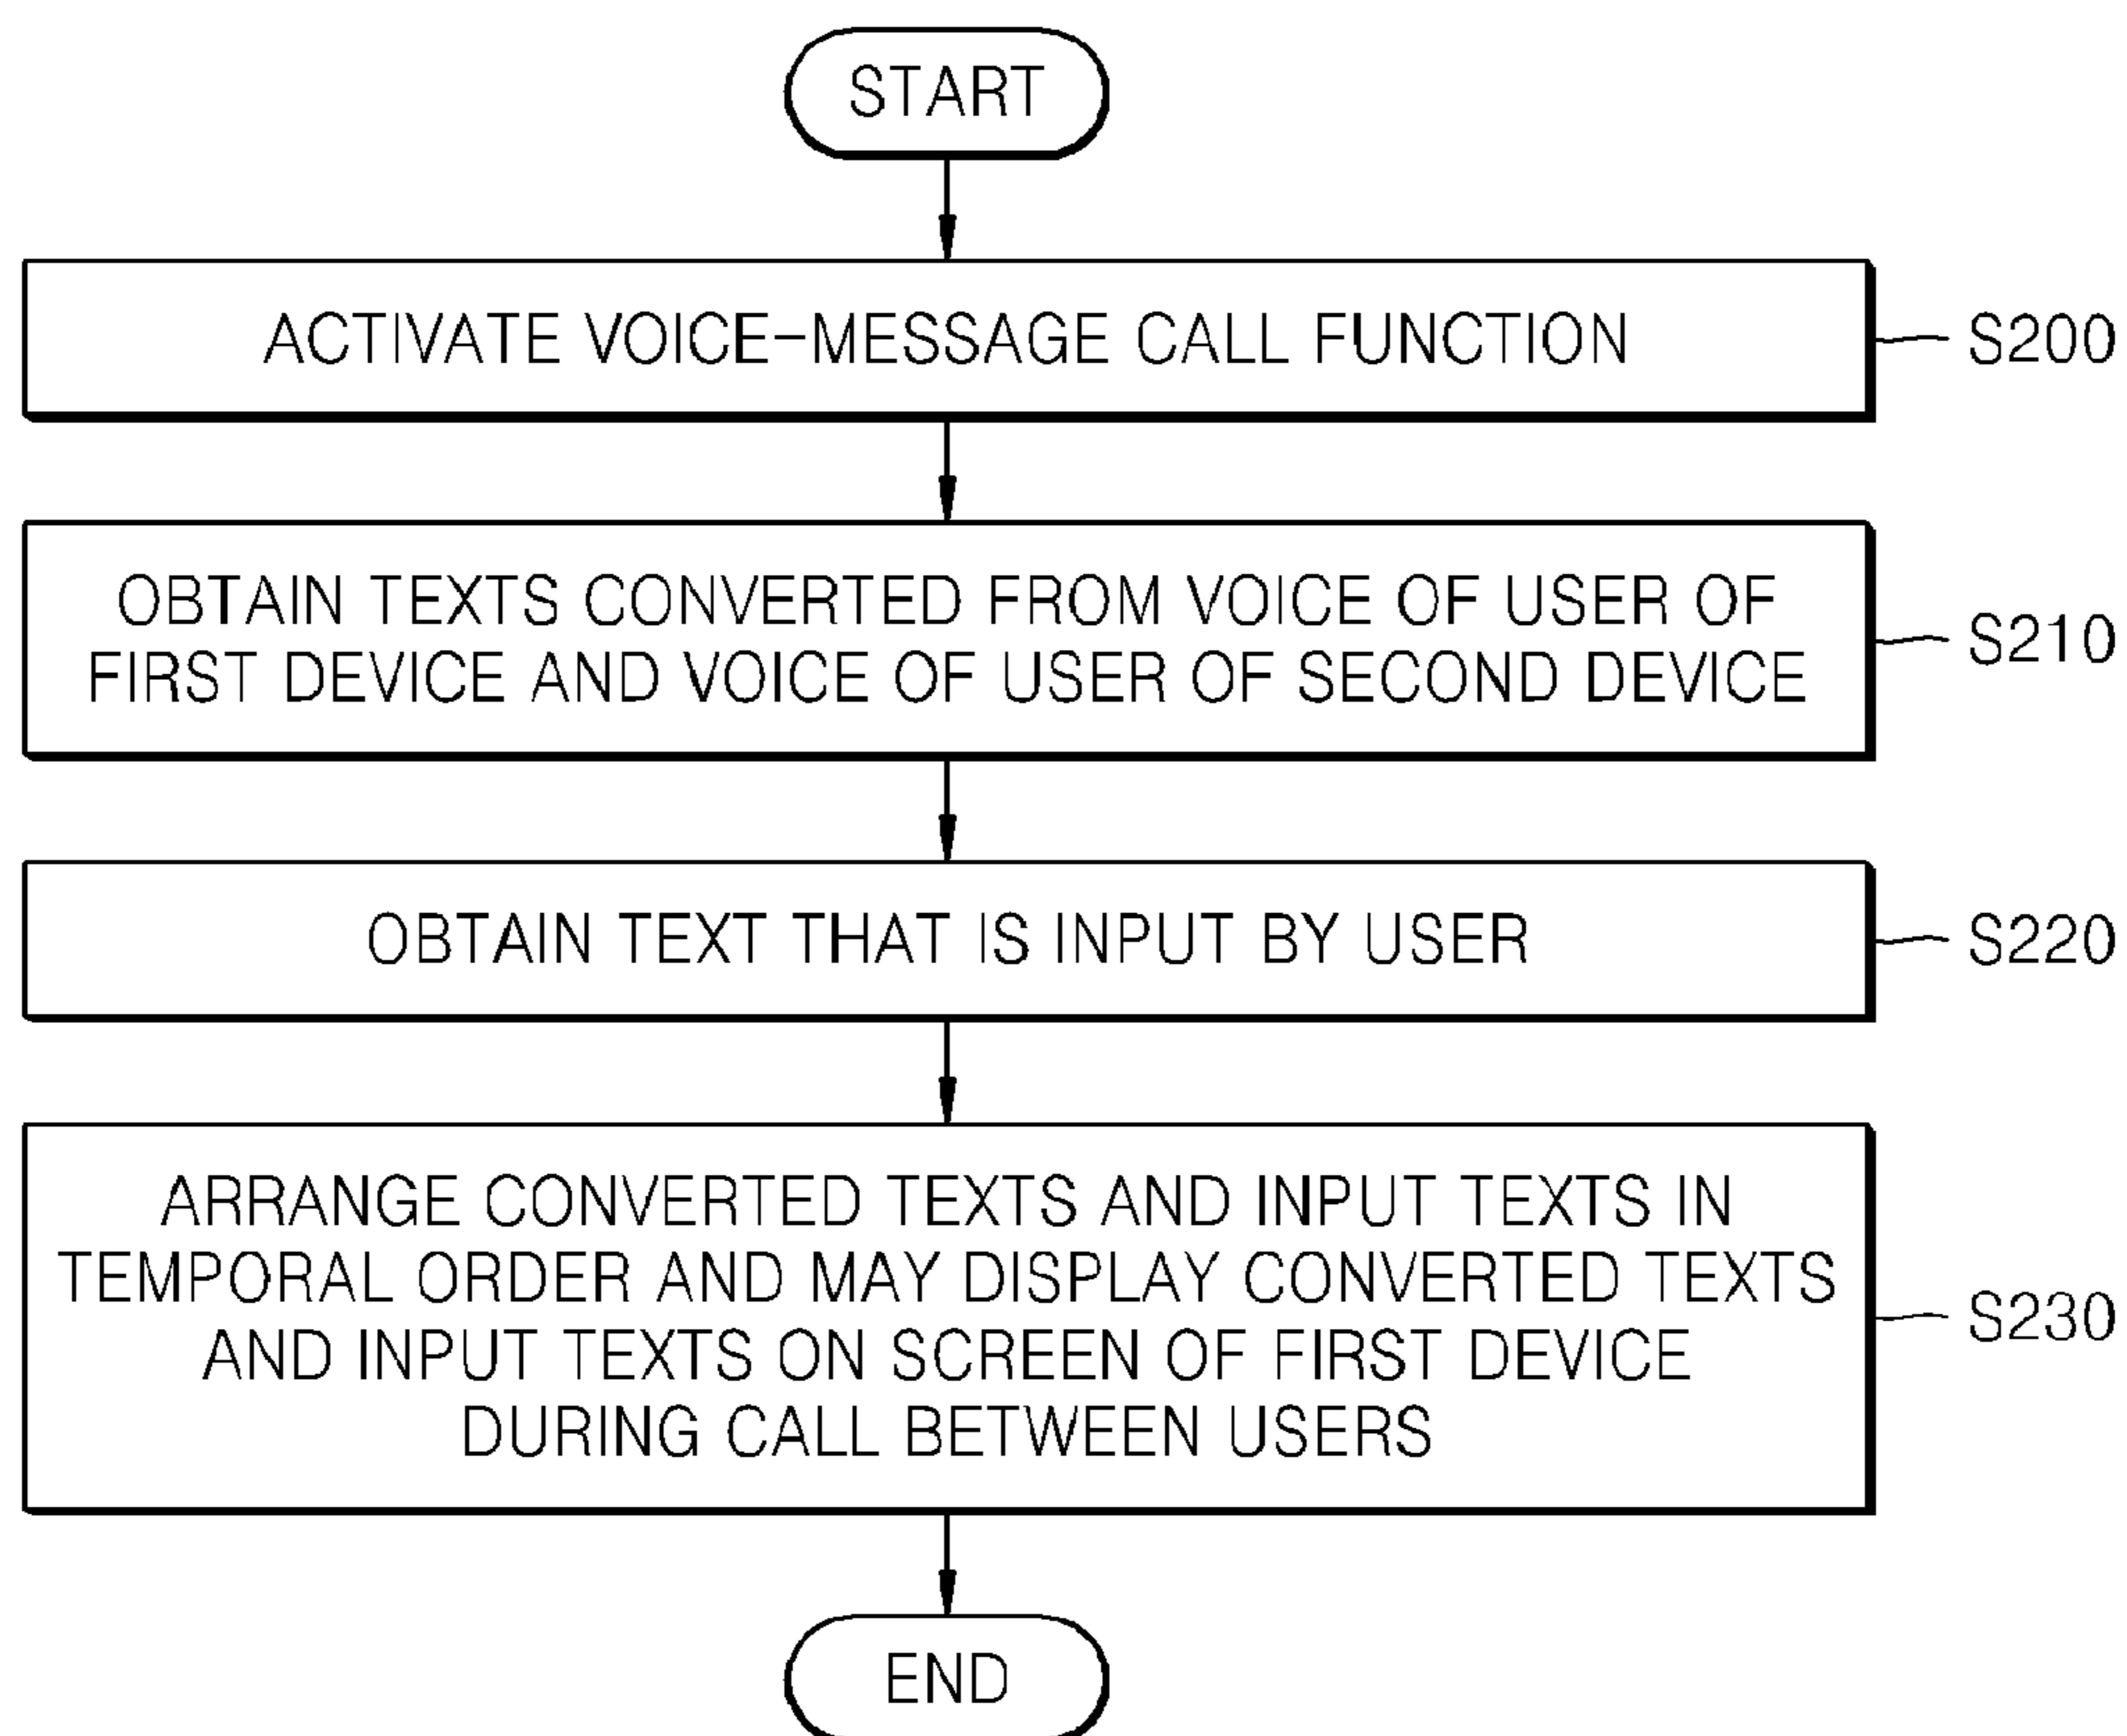 START
ACTIVATE VOICE-MESSAGE CALL FUNCTION
S200
OBTAIN TEXTS CONVERTED FROM VOICE OF USER OF
FIRST DEVICE AND VOICE OF USER OF SECOND DEVICE
S210
OBTAIN TEXT THAT IS INPUT BY USER
S220
ARRANGE CONVERTED TEXTS AND INPUT TEXTS IN
TEMPORAL ORDER AND MAY DISPLAY CONVERTED TEXTS
AND INPUT TEXTS ON SCREEN OF FIRST DEVICE
DURING CALL BETWEEN USERS
S230
END